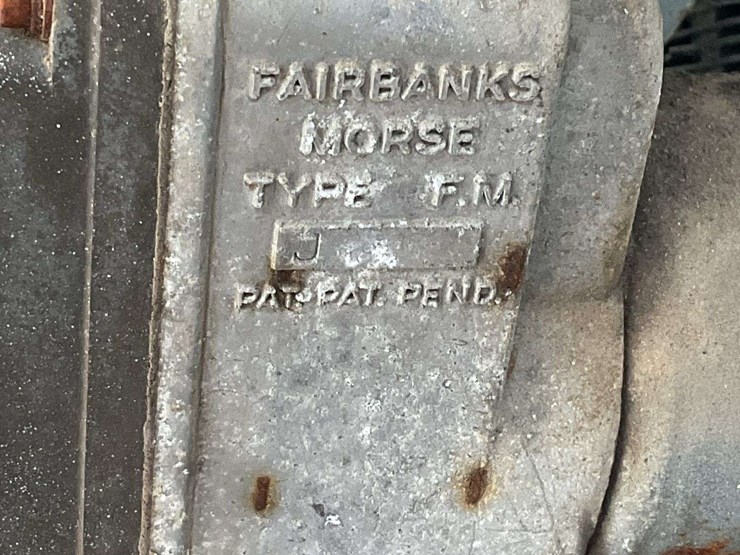 FAIRBANKS
MORSE
TYPE F.M.
J
PAT-PAT. PEND.